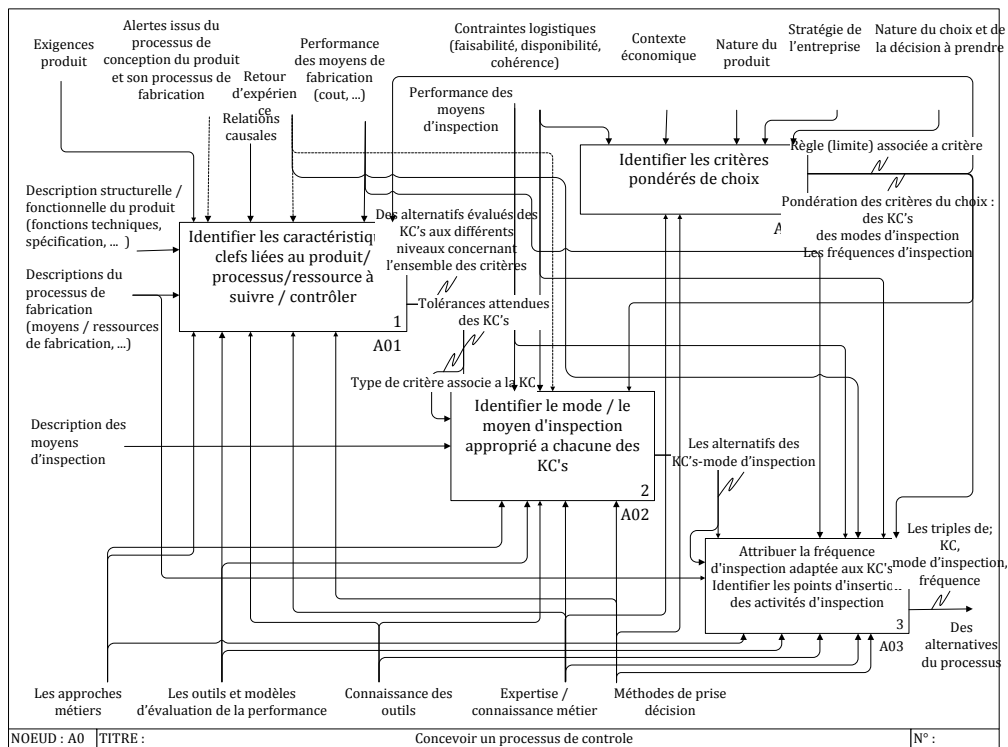 Exigences
produit
Alertes issus du
processus de
conception du produit
et son processus de
fabrication
Retour
d'expérien
ce
Relations
causales
Performance
des moyens de
fabrication
(cout, ...)
Contraintes logistiques
(faisabilité, disponibilité,
cohérence)
Performance des
moyens
d'inspection
Contexte
économique
Nature du
produit
Stratégie de
l'entreprise
Nature du choix et de
la décision à prendre
Identifier les critères
pondérés de choix
Règle (limite) associée a critère
Pondération des critères du choix :
des KC's
des modes d'inspection
Les fréquences d'inspection
Description structurelle /
fonctionnelle du produit
(fonctions techniques,
spécification, ... )
Descriptions du
processus de
fabrication
(moyens / ressources
de fabrication, ...)
Identifier les caractéristiqu
clefs liées au produit/
processus/ressource à
suivre / contrôler
1
A01
Des alternatifs évalués des
KC's aux différents
niveaux concernant
l'ensemble des critères
Tolérances attendues
des KC's
Type de critère associe a la KC
Description des
moyens
d'inspection
Identifier le mode / le
moyen d'inspection
approprié a chacune des
KC's
2
A02
Les alternatifs des
KC's-mode d'inspection
Attribuer la fréquence
d'inspection adaptée aux KC's
Identifier les points d'insertio
des activités d'inspection
3
A03
Les triples de;
KC,
mode d'inspection,
fréquence
Des
alternatives
du processus
Les approches
métiers
Les outils et modèles
d'évaluation de la performance
Connaissance des
outils
Expertise /
connaissance métier
Méthodes de prise
décision
NOEUD : A0 TITRE : Concevoir un processus de controle N° :